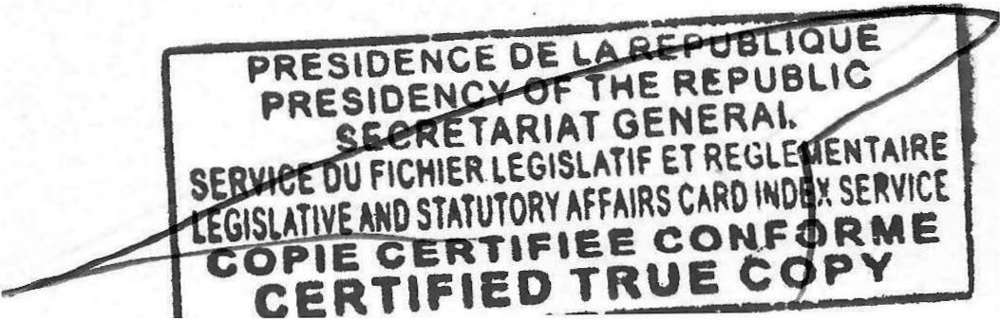 PRESIDENCE DE LA REPUBLIQUE
PRESIDENCY OF THE REPUBLIC
SECRETARIAT GENERAL
SERVICE DU FICHIER LEGISLATIF ET REGLEMENTAIRE
LEGISLATIVE AND STATUTORY AFFAIRS CARD INDEX SERVICE
COPIE CERTIFIEE CONFORME
CERTIFIED TRUE COPY